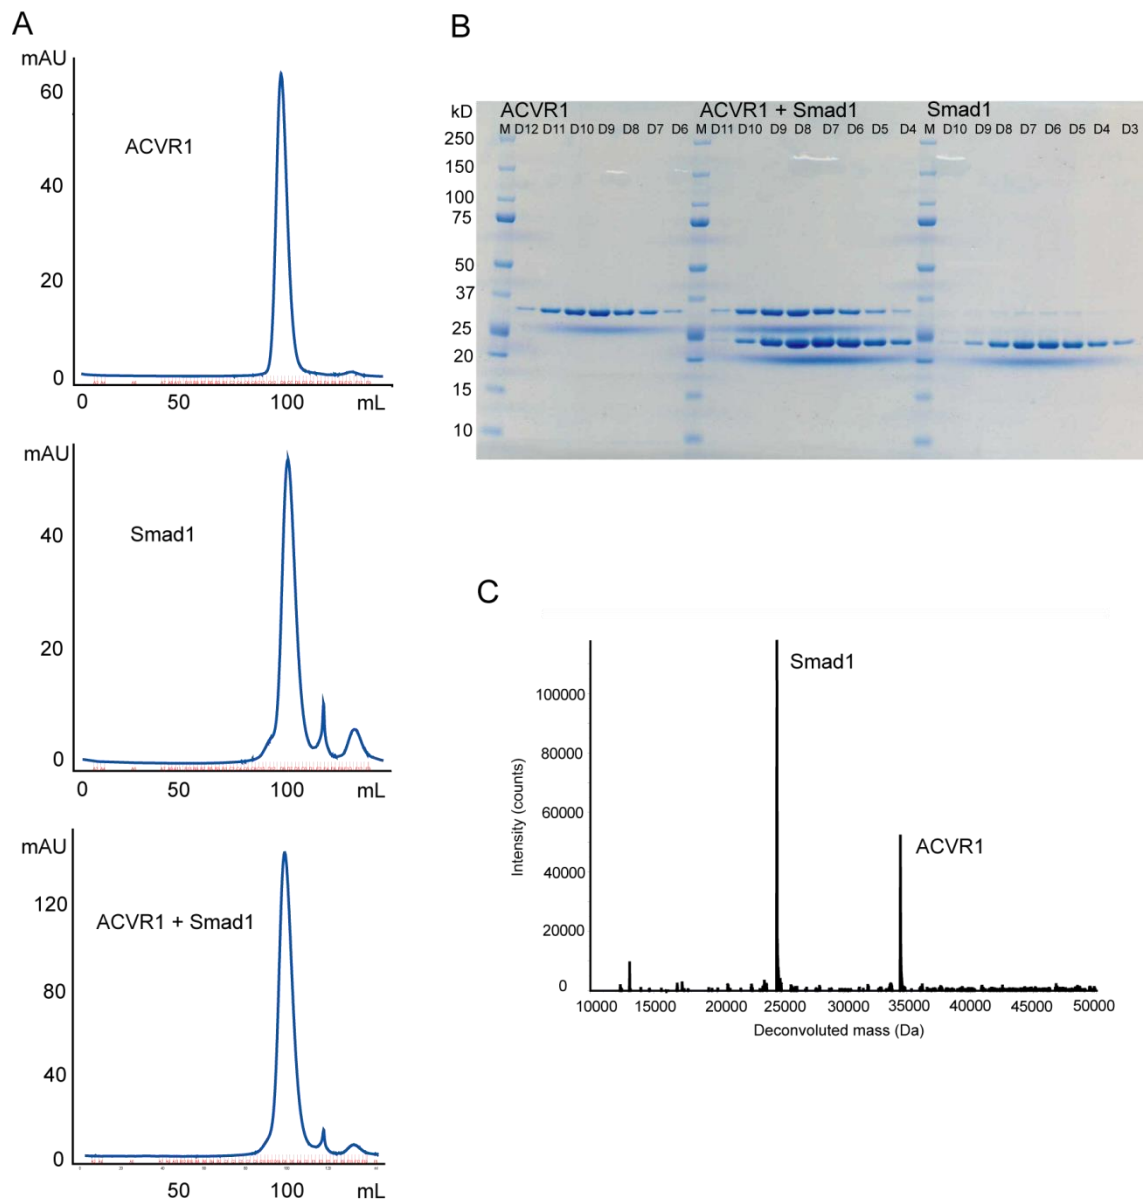 A
mAU
60
ACVR1
40
20
0
0 50 100 mL
mAU
40
Smad1
20
0
0 50 100 mL
mAU
120
ACVR1 + Smad1
80
40
0
50 100 mL
B
kD ACVR1 ACVR1 + Smad1 Smad1
M D12 D11 D10 D9 D8 D7 D6 M D11 D10 D9 D8 D7 D6 D5 D4 M D10 D9 D8 D7 D6 D5 D4 D3
250
150
100
75
50
37
25
20
15
10
C
Smad1
100000
80000
60000
ACVR1
40000
20000
0
Intensity (counts)
10000 15000 20000 25000 30000 35000 40000 45000 50000
Deconvoluted mass (Da)